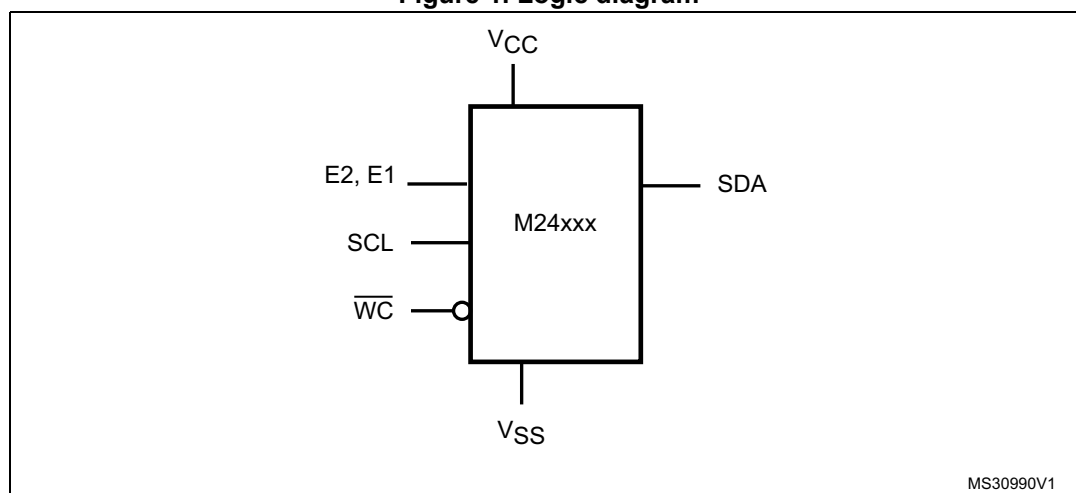 Figure 1. Logic diagram
VCC
E2, E1
SDA
M24xxx
SCL
WC
VSS
MS30990V1